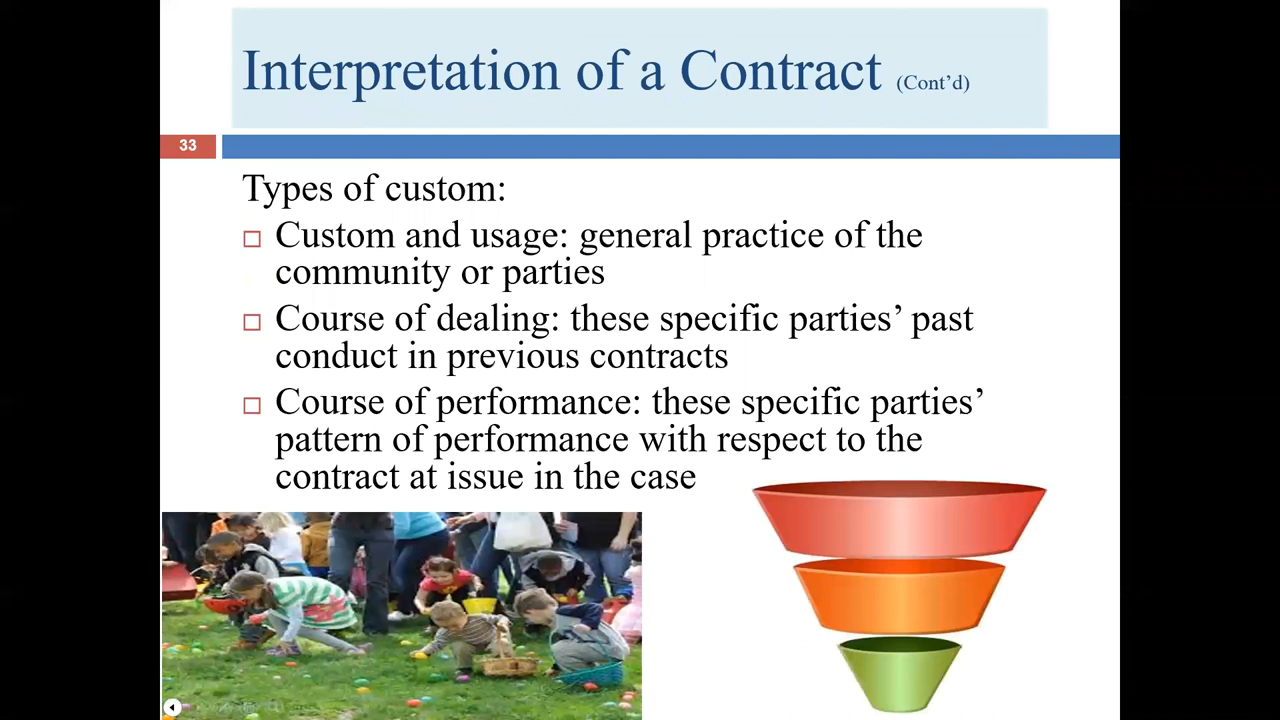 Interpretation of a Contract (Cont’d)
33
Types of custom:
Custom and usage: general practice of the
community or parties
Course of dealing: these specific parties’ past
conduct in previous contracts
Course of performance: these specific parties’
pattern of performance with respect to the
contract at issue in the case